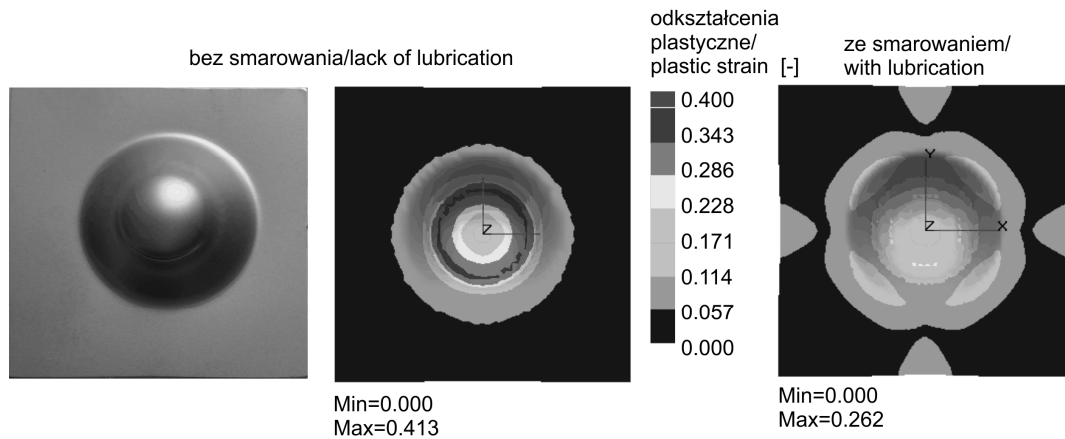 bez smarowania/lack of lubrication
odkształcenia
plastyczne/
plastic strain [-]
ze smarowaniem/
with lubrication
0.400
0.343
0.286
0.228
0.171
0.114
0.057
0.000
Z
Y
X
Z
Min=0.000
Max=0.413
Min=0.000
Max=0.262